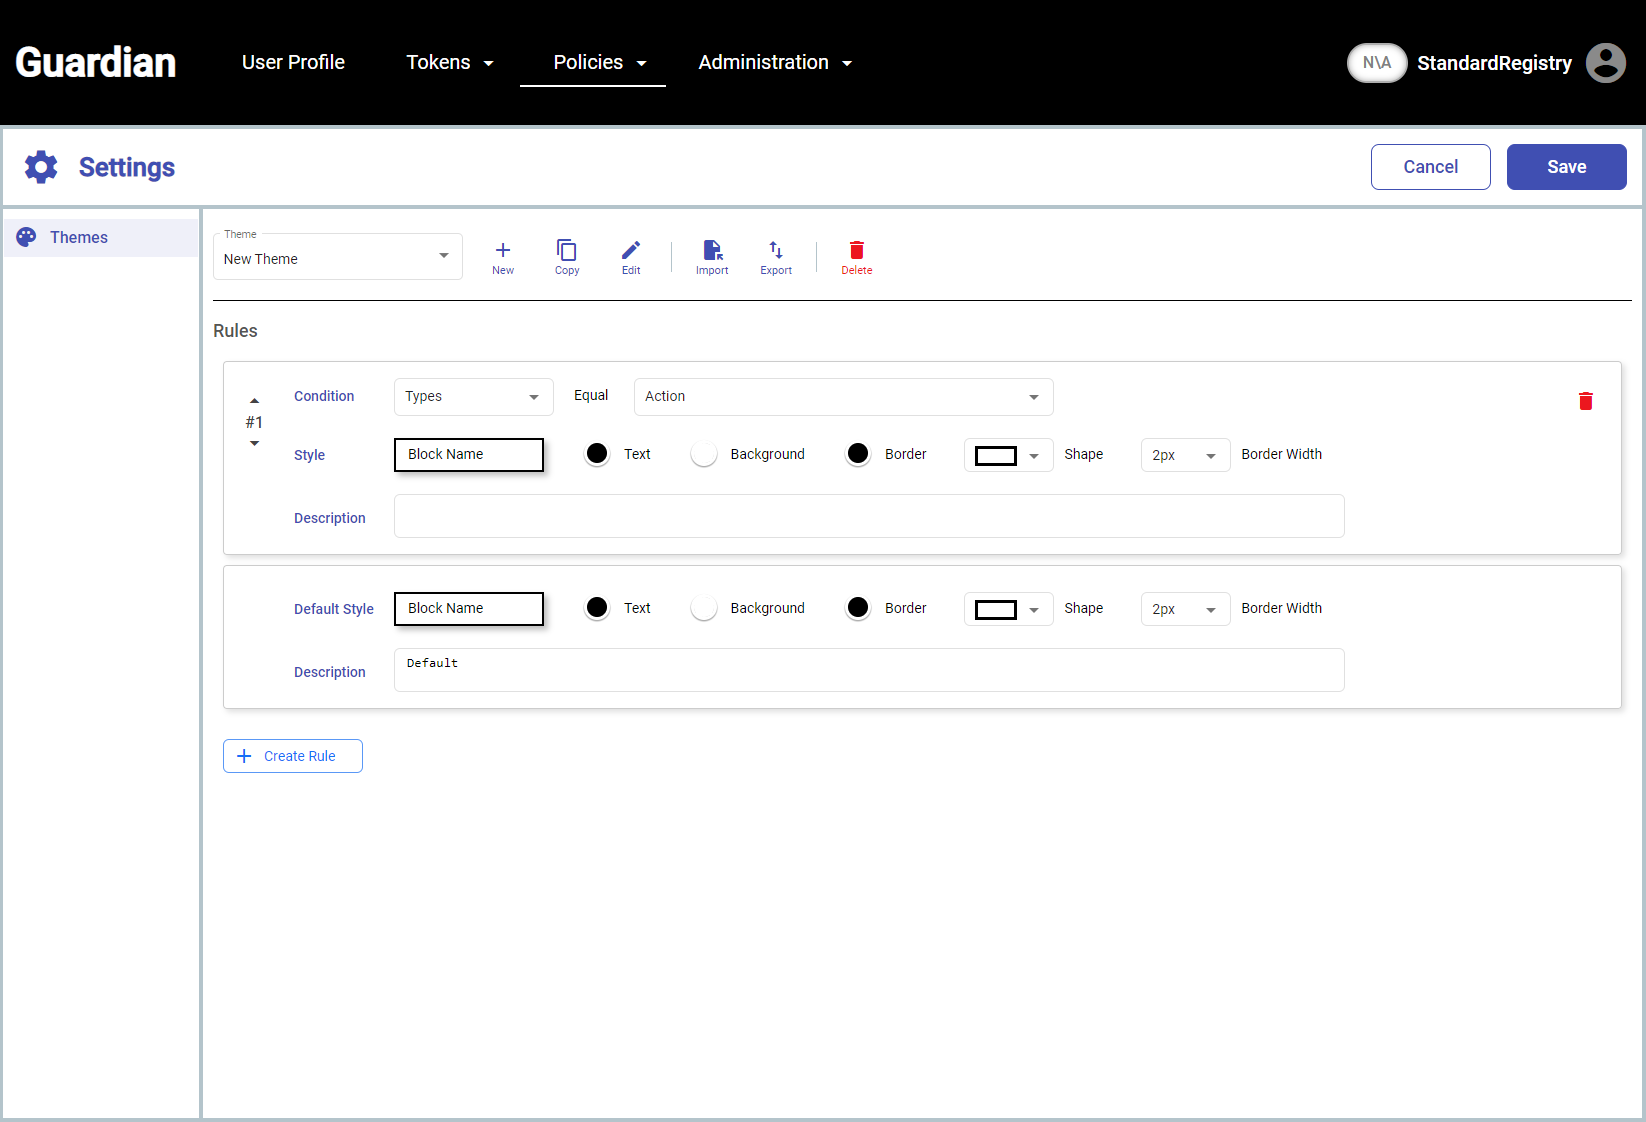 Guardian User Profile Tokens Policies Administration N\A StandardRegistry
Settings Cancel Save
Themes
Theme
New Theme
New Copy Edit Import Export Delete
Rules
#1
Condition Types Equal Action
Style Block Name Text Background Border Shape 2px Border Width
Description
Default Style Block Name Text Background Border Shape 2px Border Width
Description Default
Create Rule